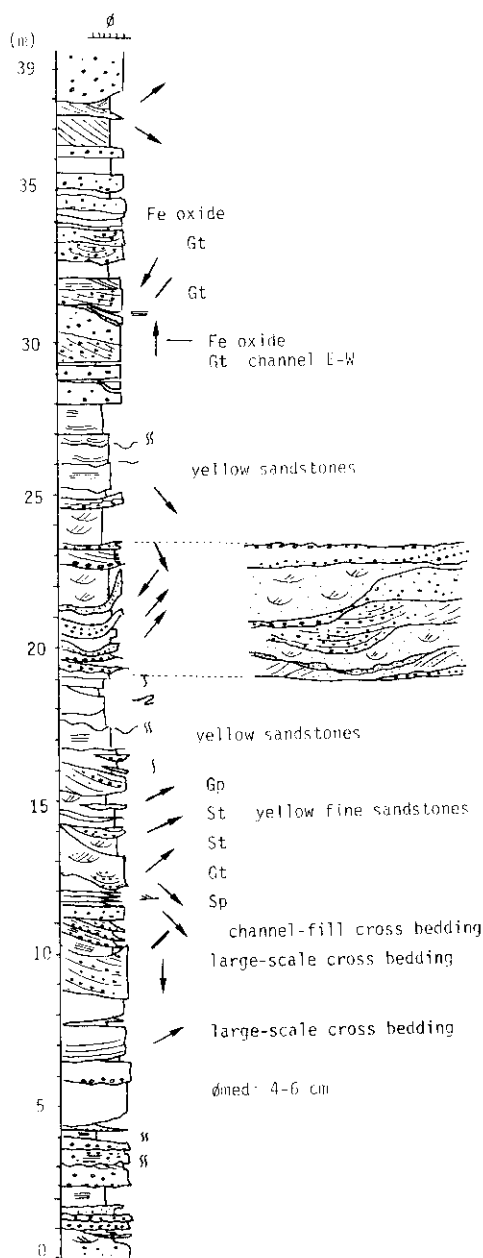 ø
(m)
39
35
Fe oxide
Gt
Gt
30
Fe oxide
Gt channel E-W
yellow sandstones
25
20
yellow sandstones
Gp
15
St yellow fine sandstones
St
Gt
Sp
channel-fill cross bedding
10
large-scale cross bedding
large-scale cross bedding
ømed· 4-6 cm
5
0